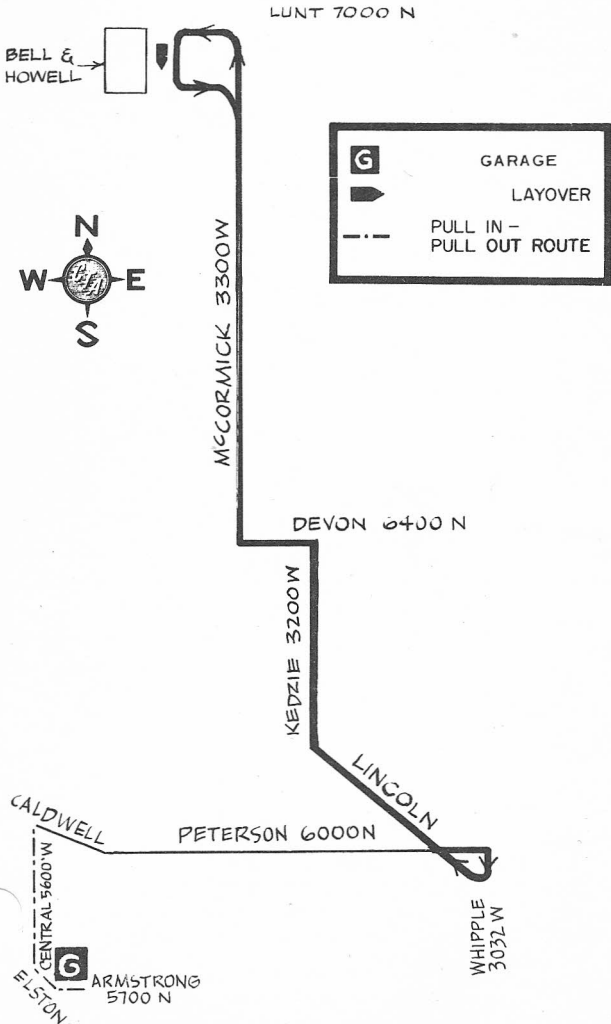 LUNT 7000 N
BELL &
HOWELL
G
GARAGE
LAYOVER
PULL IN –
PULL OUT ROUTE
N
W
E
S
McCORMICK 3300W
DEVON 6400 N
KEDZIE 3200W
LINCOLN
CALDWELL
PETERSON 6000N
CENTRAL 5600'W
WHIPPLE
3032 W
G
ARMSTRONG
5700 N
ELSTON